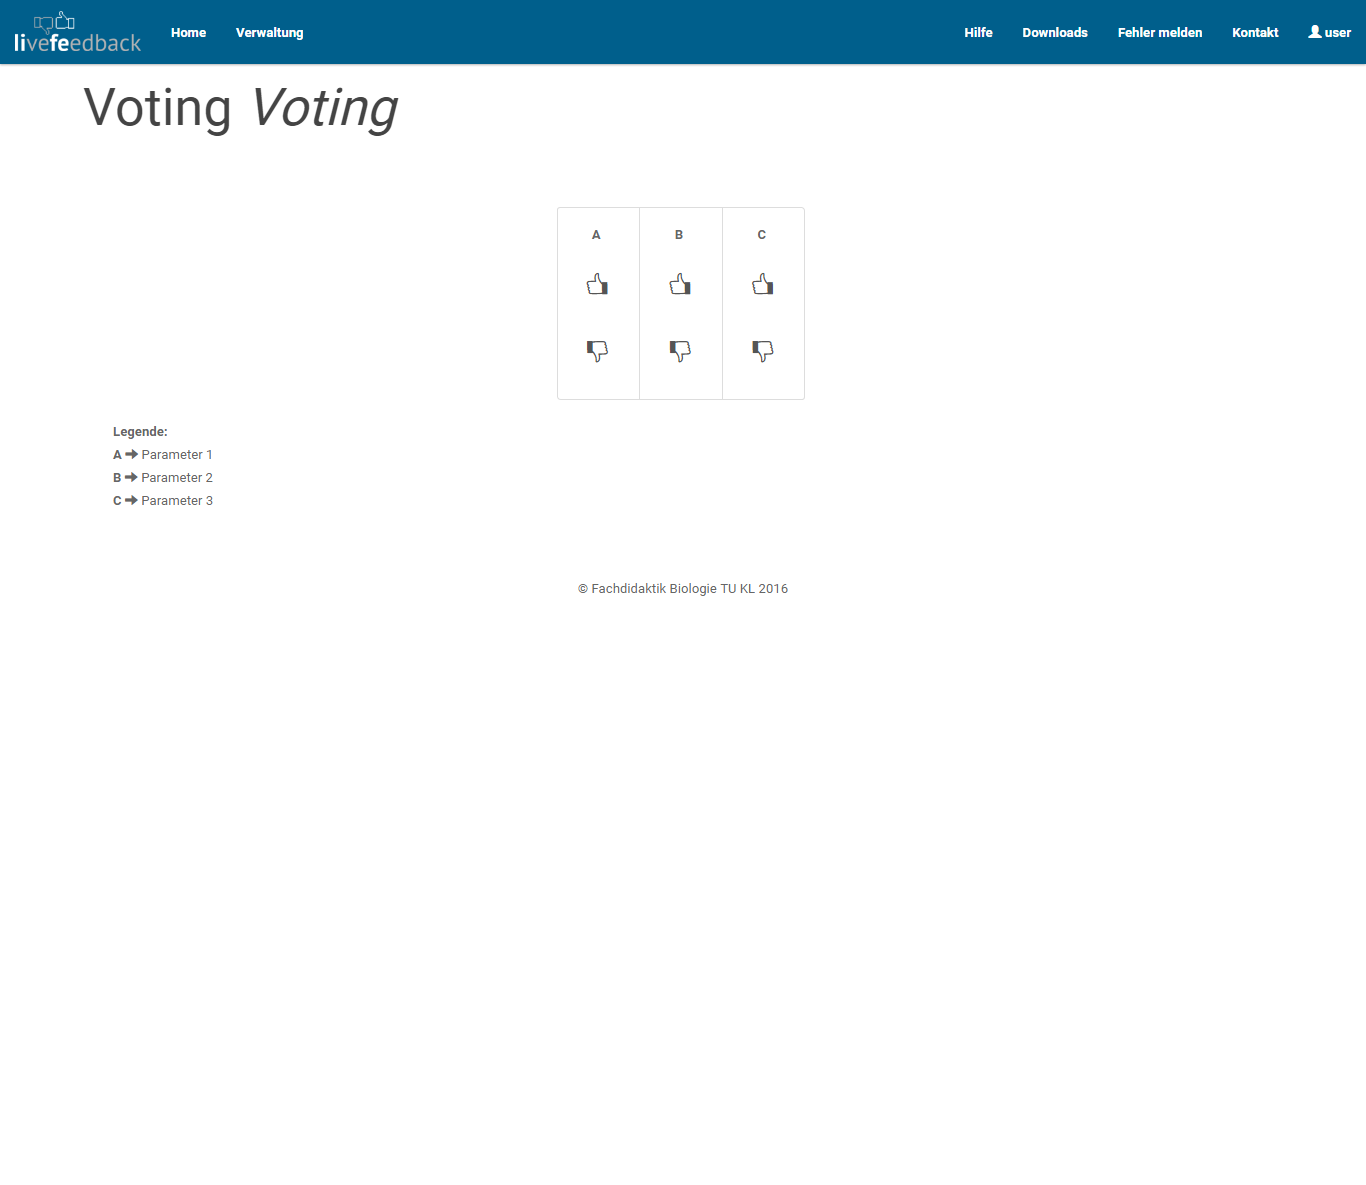 livefeedback Home Verwaltung Hilfe Downloads Fehler melden Kontakt user
Voting Voting
A B C
Legende:
A ➡ Parameter 1
B ➡ Parameter 2
C ➡ Parameter 3
© Fachdidaktik Biologie TU KL 2016